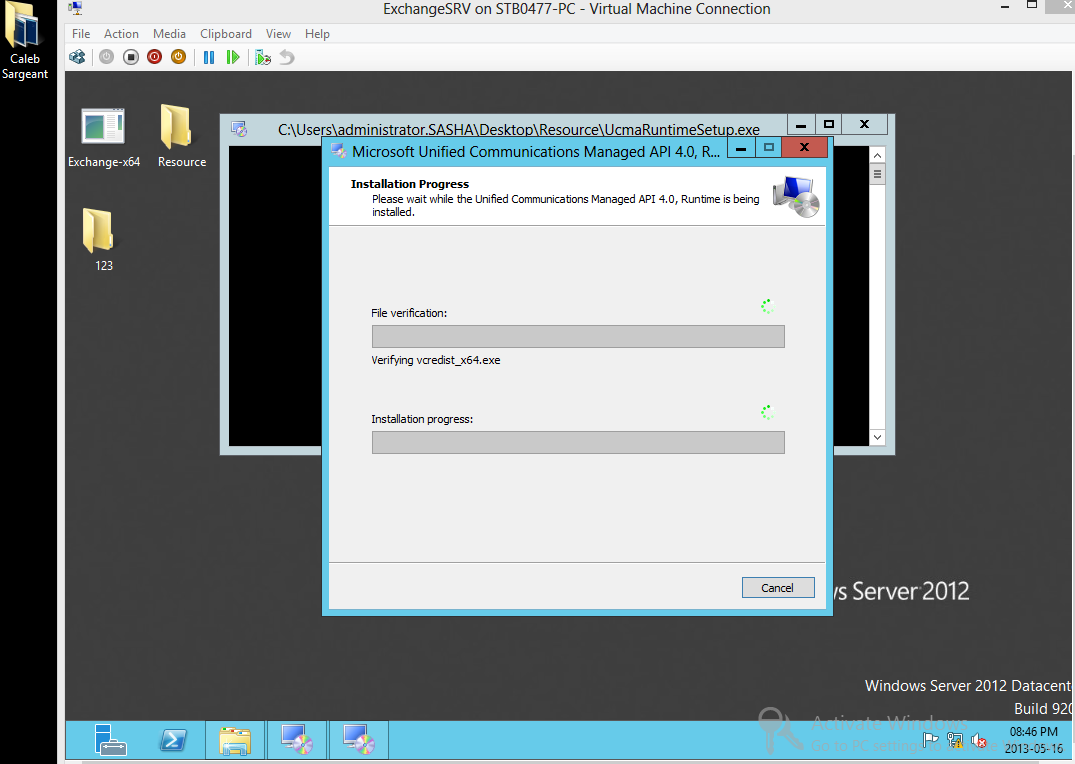 ExchangeSRV on STB0477-PC - Virtual Machine Connection
File Action Media Clipboard View Help
Caleb
Sargeant
Exchange-x64
Resource
123
C:\Users\administrator.SASHA\Desktop\Resource\UcmaRuntimeSetup.exe
Microsoft Unified Communications Managed API 4.0, R...
Installation Progress
Please wait while the Unified Communications Managed API 4.0, Runtime is being
installed.
File verification:
Verifying vcredist_x64.exe
Installation progress:
Cancel
Server 2012
Windows Server 2012 Datacent
Build 920
Activate Windows
Go to PC settings to
08:46 PM
2013-05-16